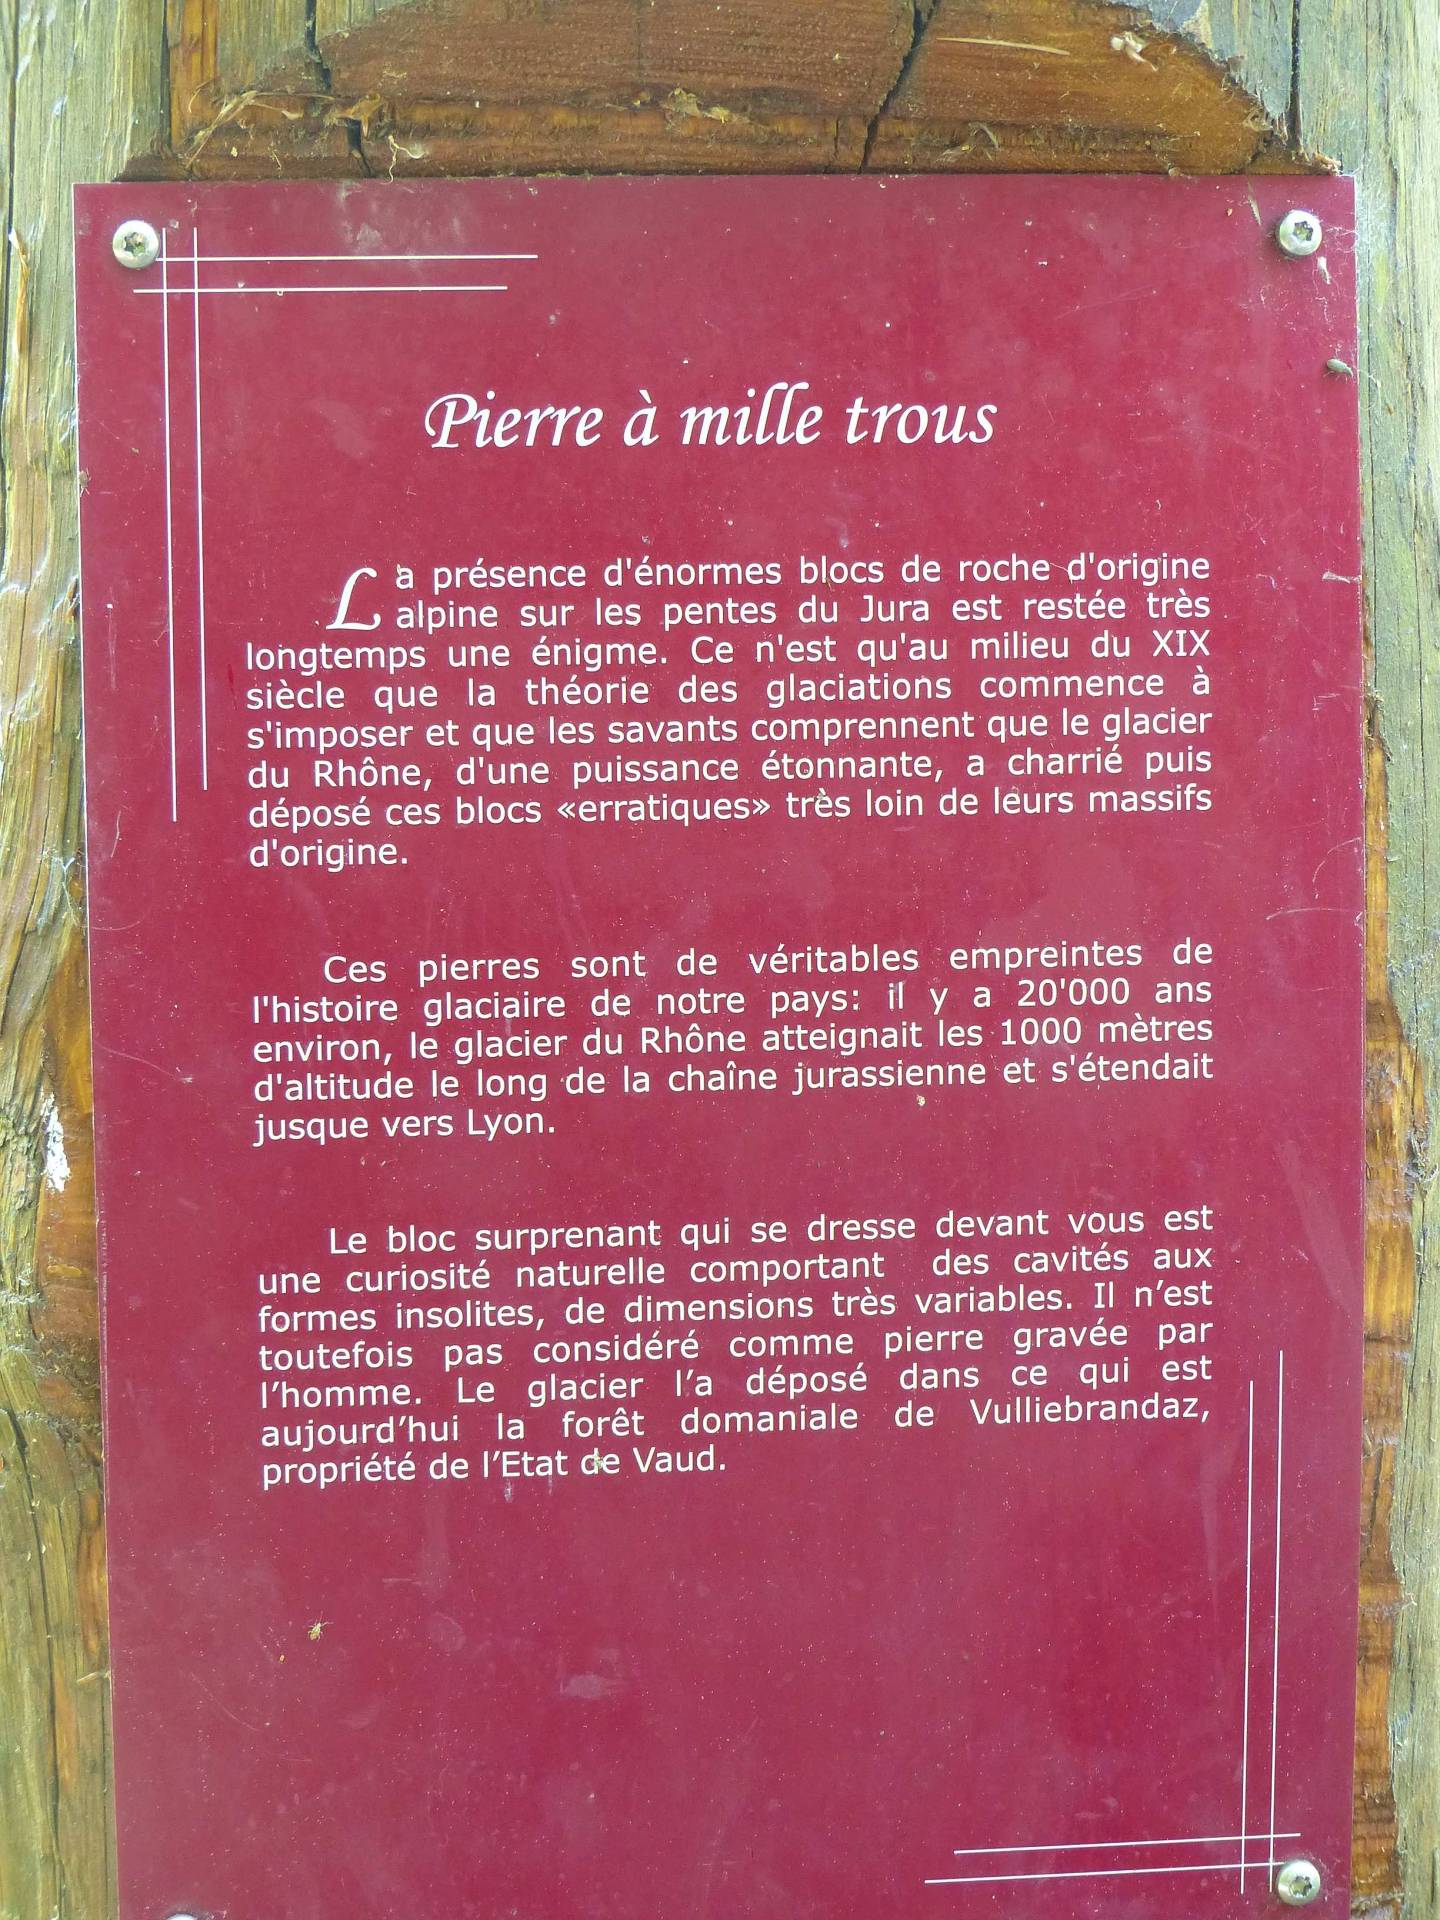 Pierre à mille trous
La présence d'énormes blocs de roche d'origine
alpine sur les pentes du Jura est restée très
longtemps une énigme. Ce n'est qu'au milieu du XIX
siècle que la théorie des glaciations commence à
s'imposer et que les savants comprennent que le glacier
du Rhône, d'une puissance étonnante, a charrié puis
déposé ces blocs «erratiques» très loin de leurs massifs
d'origine.
Ces pierres sont de véritables empreintes de
l'histoire glaciaire de notre pays: il y a 20'000 ans
environ, le glacier du Rhône atteignait les 1000 mètres
d'altitude le long de la chaîne jurassienne et s'étendait
jusque vers Lyon.
Le bloc surprenant qui se dresse devant vous est
une curiosité naturelle comportant des cavités aux
formes insolites, de dimensions très variables. Il n’est
toutefois pas considéré comme pierre gravée par
l’homme. Le glacier l’a déposé dans ce qui est
aujourd’hui la forêt domaniale de Vulliebrandaz,
propriété de l’Etat de Vaud.